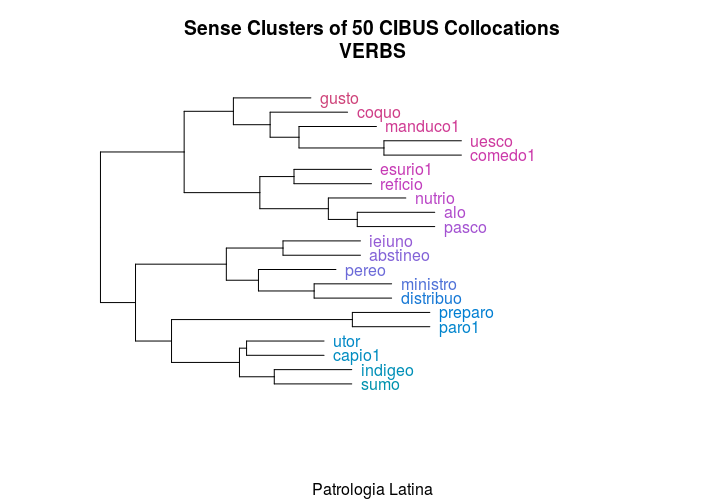 Sense Clusters of 50 CIBUS Collocations
VERBS
gusto
coquo
manduco1
uesco
comedo1
esurio1
reficio
nutrio
alo
pasco
ieiuno
abstineo
pereo
ministro
distribuo
preparo
paro1
utor
capio1
indigeo
sumo
Patrologia Latina